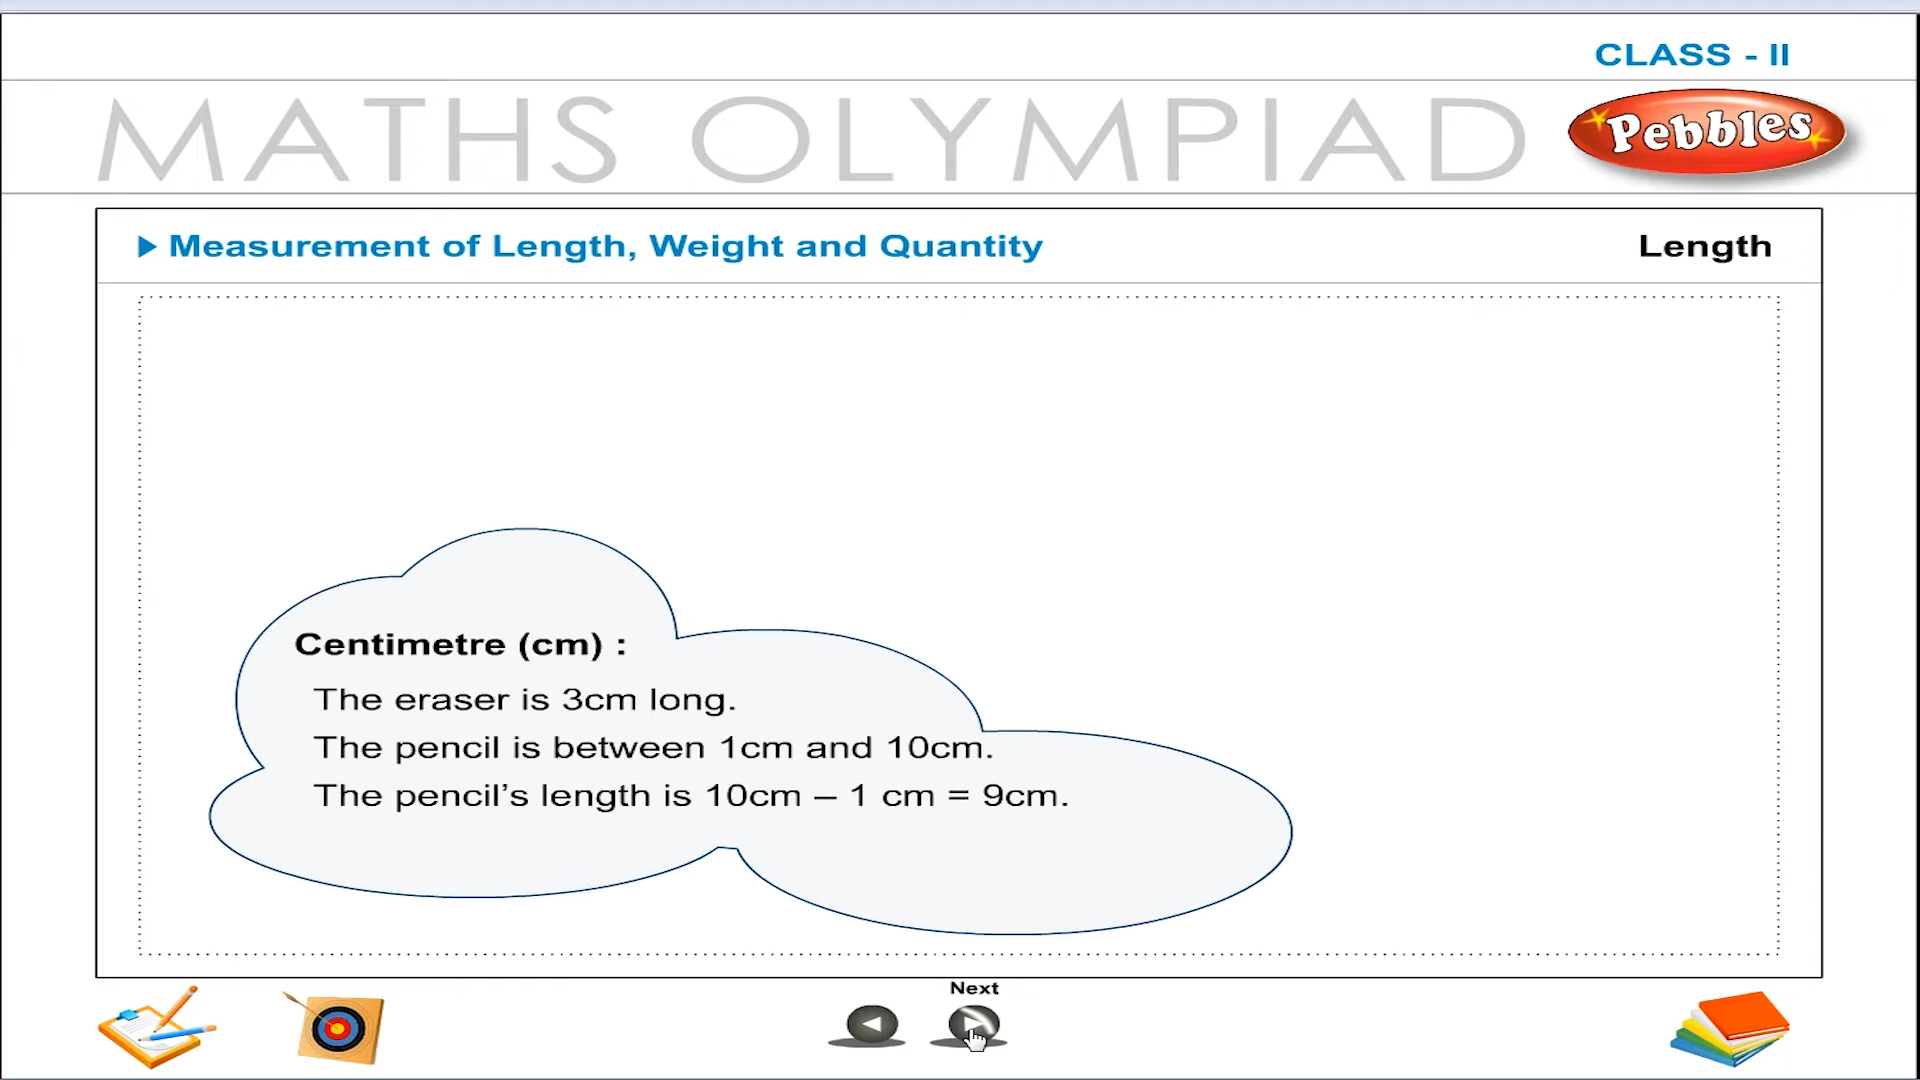 CLASS - II
MATHS OLYMPIAD
Pebbles
Measurement of Length, Weight and Quantity
Length
Centimetre (cm) :
The eraser is 3cm long.
The pencil is between 1cm and 10cm.
The pencil’s length is 10cm – 1 cm = 9cm.
Next